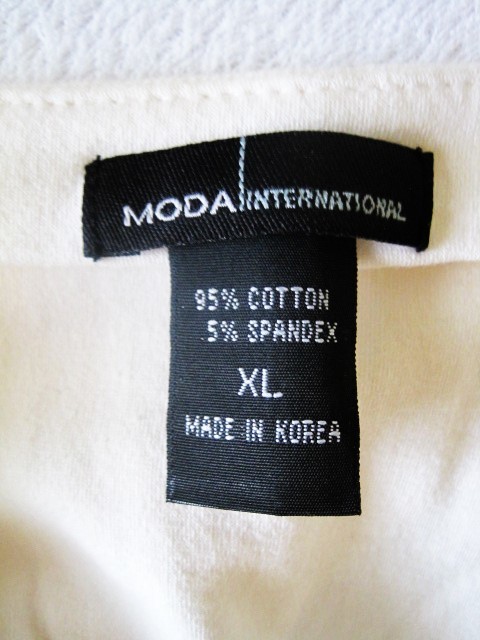 MODA INTERNATIONAL
95% COTTON
5% SPANDEX
XL
MADE IN KOREA